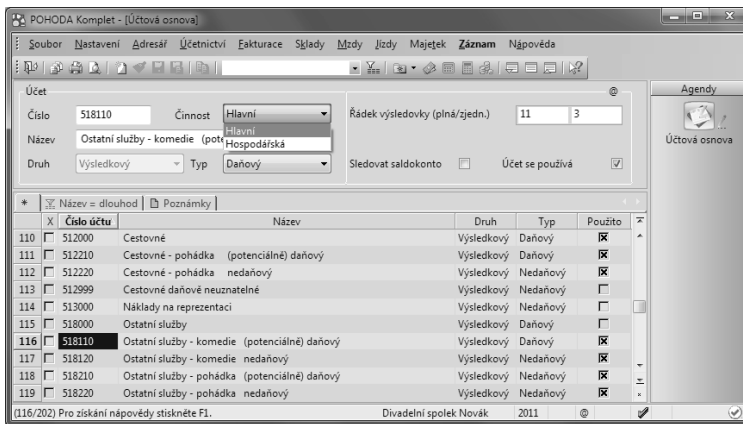 POHODA Komplet - [Účtová osnova]
Soubor Nastavení Adresář Účetnictví Fakturace Sklady Mzdy Jízdy Majetek Záznam Nápověda
Účet @
Číslo 518110 Činnost Hlavní Řádek výsledovky (plná/zjedn.) 11 3
Hlavní
Název Ostatní služby - komedie (pot
Hospodářská
Druh Výsledkový Typ Daňový Sledovat saldokonto Účet se používá
Agendy
Účtová osnova
* Název = dlouhod Poznámky
X Číslo účtu Název Druh Typ Použito
110 512000 Cestovné Výsledkový Daňový
111 512210 Cestovné - pohádka (potenciálně) daňový Výsledkový Daňový
112 512220 Cestovné - pohádka nedaňový Výsledkový Nedaňový
113 512999 Cestovné daňově neuznatelné Výsledkový Nedaňový
114 513000 Náklady na reprezentaci Výsledkový Nedaňový
115 518000 Ostatní služby Výsledkový Daňový
116 518110 Ostatní služby - komedie (potenciálně) daňový Výsledkový Daňový
117 518120 Ostatní služby - komedie nedaňový Výsledkový Nedaňový
118 518210 Ostatní služby - pohádka (potenciálně) daňový Výsledkový Daňový
119 518220 Ostatní služby - pohádka nedaňový Výsledkový Nedaňový
(116/202) Pro získání nápovědy stiskněte F1. Divadelní spolek Novák 2011 @